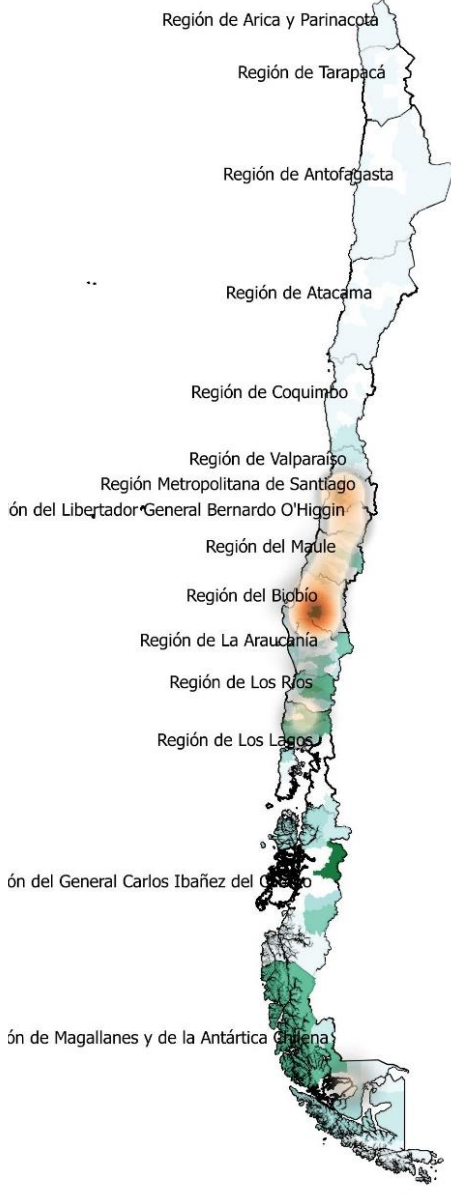 Región de Arica y Parinacota
Región de Tarapacá
Región de Antofagasta
Región de Atacama
Región de Coquimbo
Región de Valparaíso
Región Metropolitana de Santiago
ón del Libertador General Bernardo O'Higgin
Región del Maule
Región del Biobío
Región de La Araucanía
Región de Los Ríos
Región de Los Lagos
ón del General Carlos Ibañez del
ón de Magallanes y de la Antártica Chilena